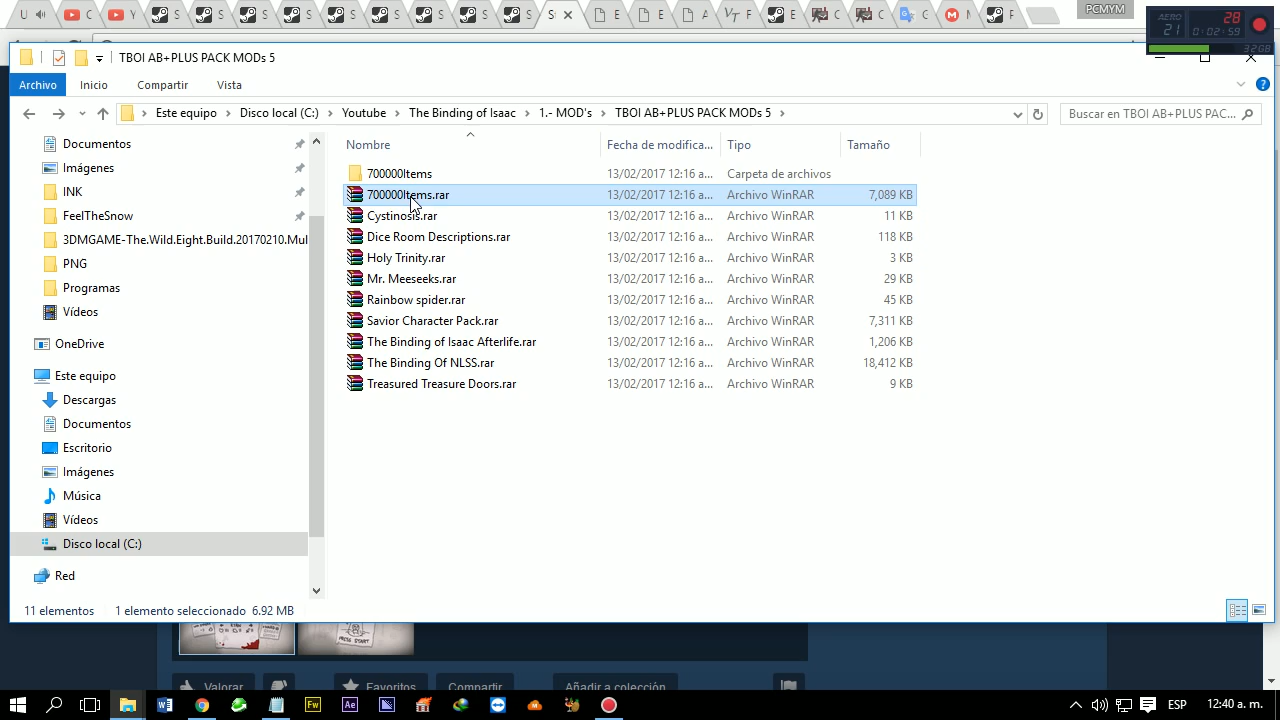 U
C
Y
S
S
S
S
S
S
S
S
S
E
E
A
V
F
E
C
C
C
M
F
PCMYM
AERO
28
21
0:02:59
32GB
TBOI AB+PLUS PACK MODs 5
Archivo
Inicio
Compartir
Vista
Este equipo
Disco local (C:)
Youtube
The Binding of Isaac
1.- MOD's
TBOI AB+PLUS PACK MODs 5
Buscar en TBOI AB+PLUS PAC...
Nombre
Fecha de modifica...
Tipo
Tamaño
Documentos
Imágenes
INK
FeelTheSnow
3DMGAME-The.Wild.Eight.Build.20170210.Mul
PNG
Programas
Vídeos
OneDrive
Este equipo
Descargas
Documentos
Escritorio
Imágenes
Música
Vídeos
Disco local (C:)
Red
700000Items 13/02/2017 12:16 a... Carpeta de archivos
700000Items.rar 13/02/2017 12:16 a... Archivo WinRAR 7,089 KB
Cystinosis.rar 13/02/2017 12:16 a... Archivo WinRAR 11 KB
Dice Room Descriptions.rar 13/02/2017 12:16 a... Archivo WinRAR 118 KB
Holy Trinity.rar 13/02/2017 12:16 a... Archivo WinRAR 3 KB
Mr. Meeseeks.rar 13/02/2017 12:16 a... Archivo WinRAR 29 KB
Rainbow spider.rar 13/02/2017 12:16 a... Archivo WinRAR 45 KB
Savior Character Pack.rar 13/02/2017 12:16 a... Archivo WinRAR 7,311 KB
The Binding of Isaac Afterlife.rar 13/02/2017 12:16 a... Archivo WinRAR 1,206 KB
The Binding Of NLSS.rar 13/02/2017 12:16 a... Archivo WinRAR 18,412 KB
Treasured Treasure Doors.rar 13/02/2017 12:16 a... Archivo WinRAR 9 KB
11 elementos
1 elemento seleccionado 6.92 MB
PRESS START
Valorar
Favoritos
Compartir
Añadir a colección
W
Fw
Ae
ESP
12:40 a. m.